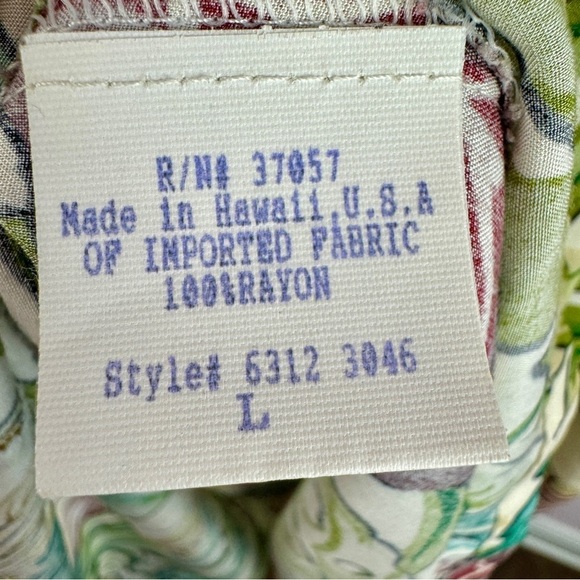 R/N# 37057
Made in Hawaii,U.S.A
OF IMPORTED FABRIC
100%RAYON
Style# 6312 3046
L